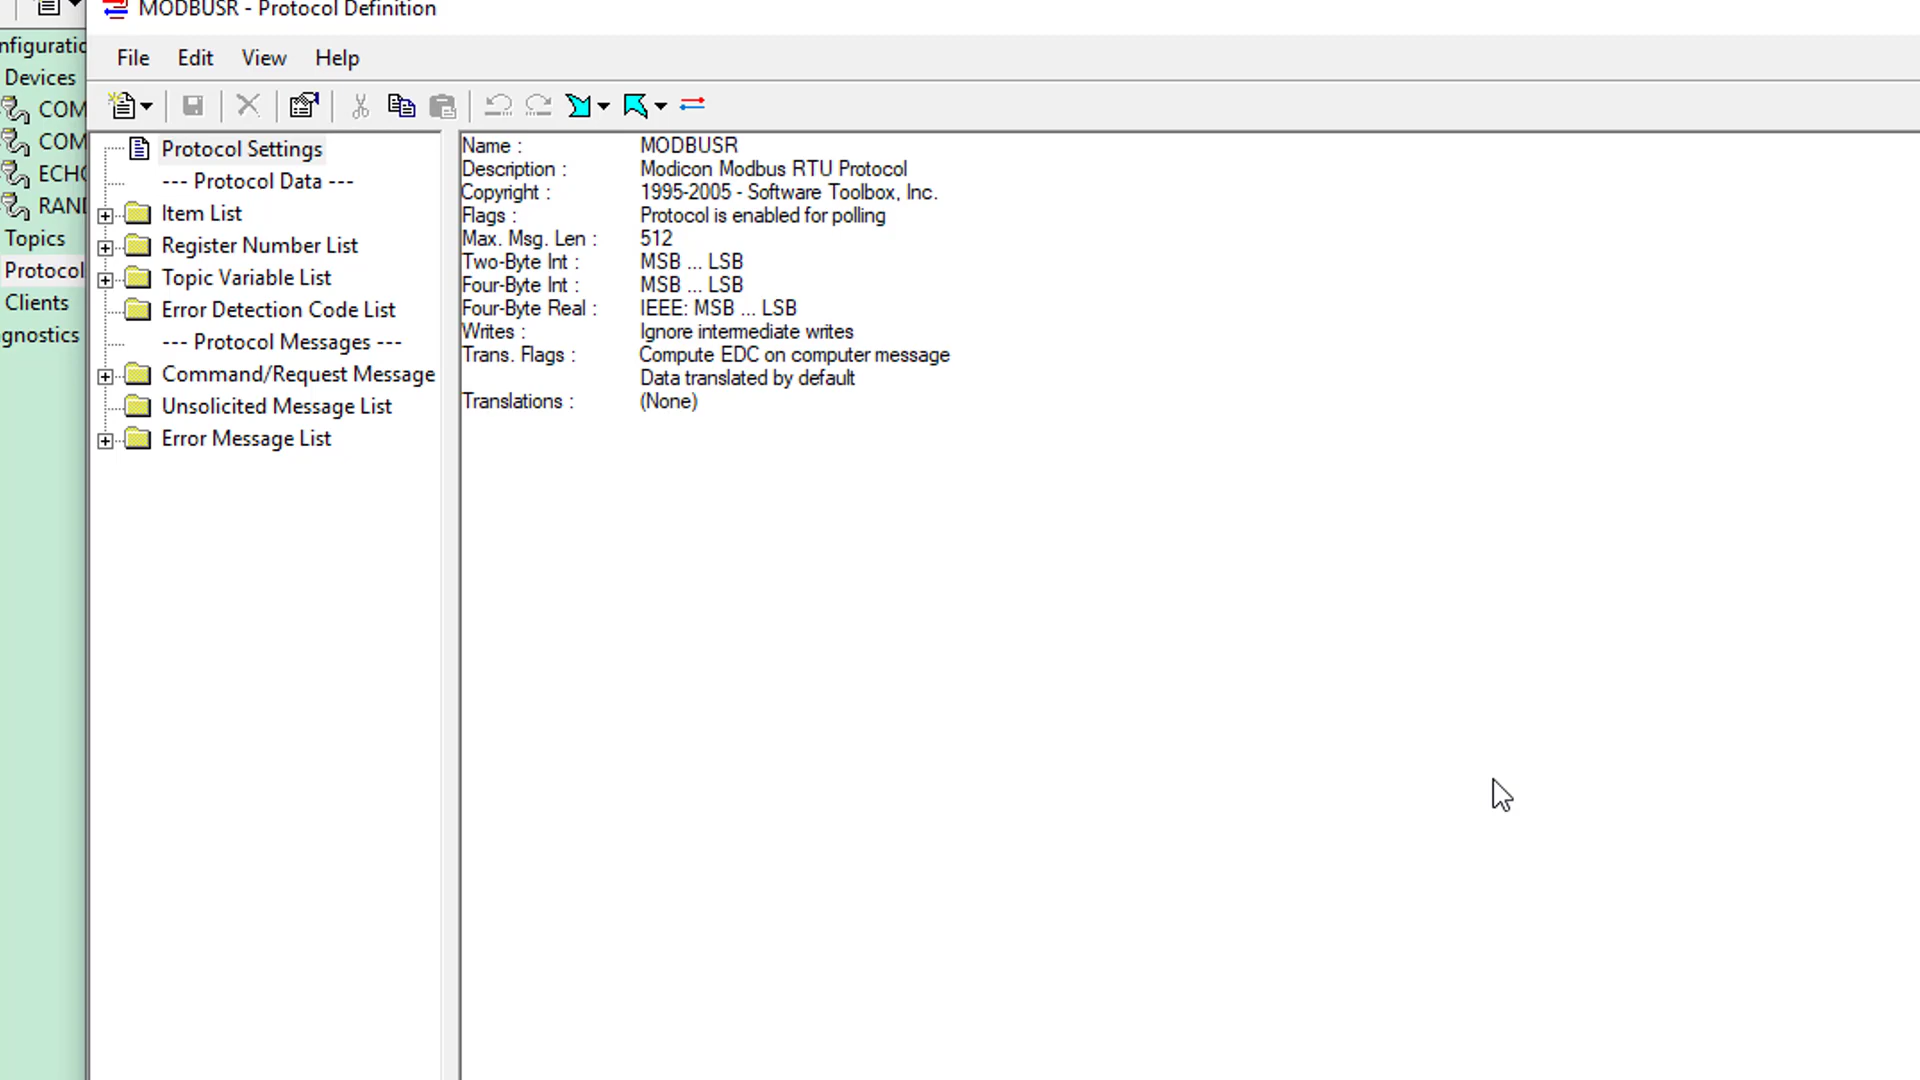 MODBUSR - Protocol Definition
File Edit View Help
nfiguratio
Devices
COM
COM
ECHO
RAND
Topics
Protocol
Clients
gnostics
Protocol Settings
--- Protocol Data ---
Item List
Register Number List
Topic Variable List
Error Detection Code List
--- Protocol Messages ---
Command/Request Message
Unsolicited Message List
Error Message List
Name : MODBUSR
Description : Modicon Modbus RTU Protocol
Copyright : 1995-2005 - Software Toolbox, Inc.
Flags : Protocol is enabled for polling
Max. Msg. Len : 512
Two-Byte Int : MSB ... LSB
Four-Byte Int : MSB ... LSB
Four-Byte Real : IEEE: MSB ... LSB
Writes : Ignore intermediate writes
Trans. Flags : Compute EDC on computer message
Data translated by default
Translations : (None)